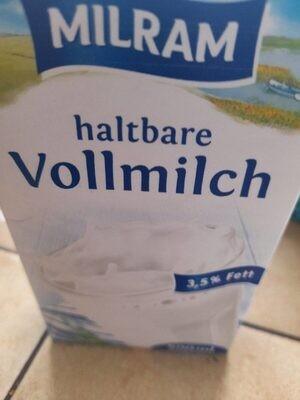 MILRAM
haltbare
Vollmilch
3,5% Fett